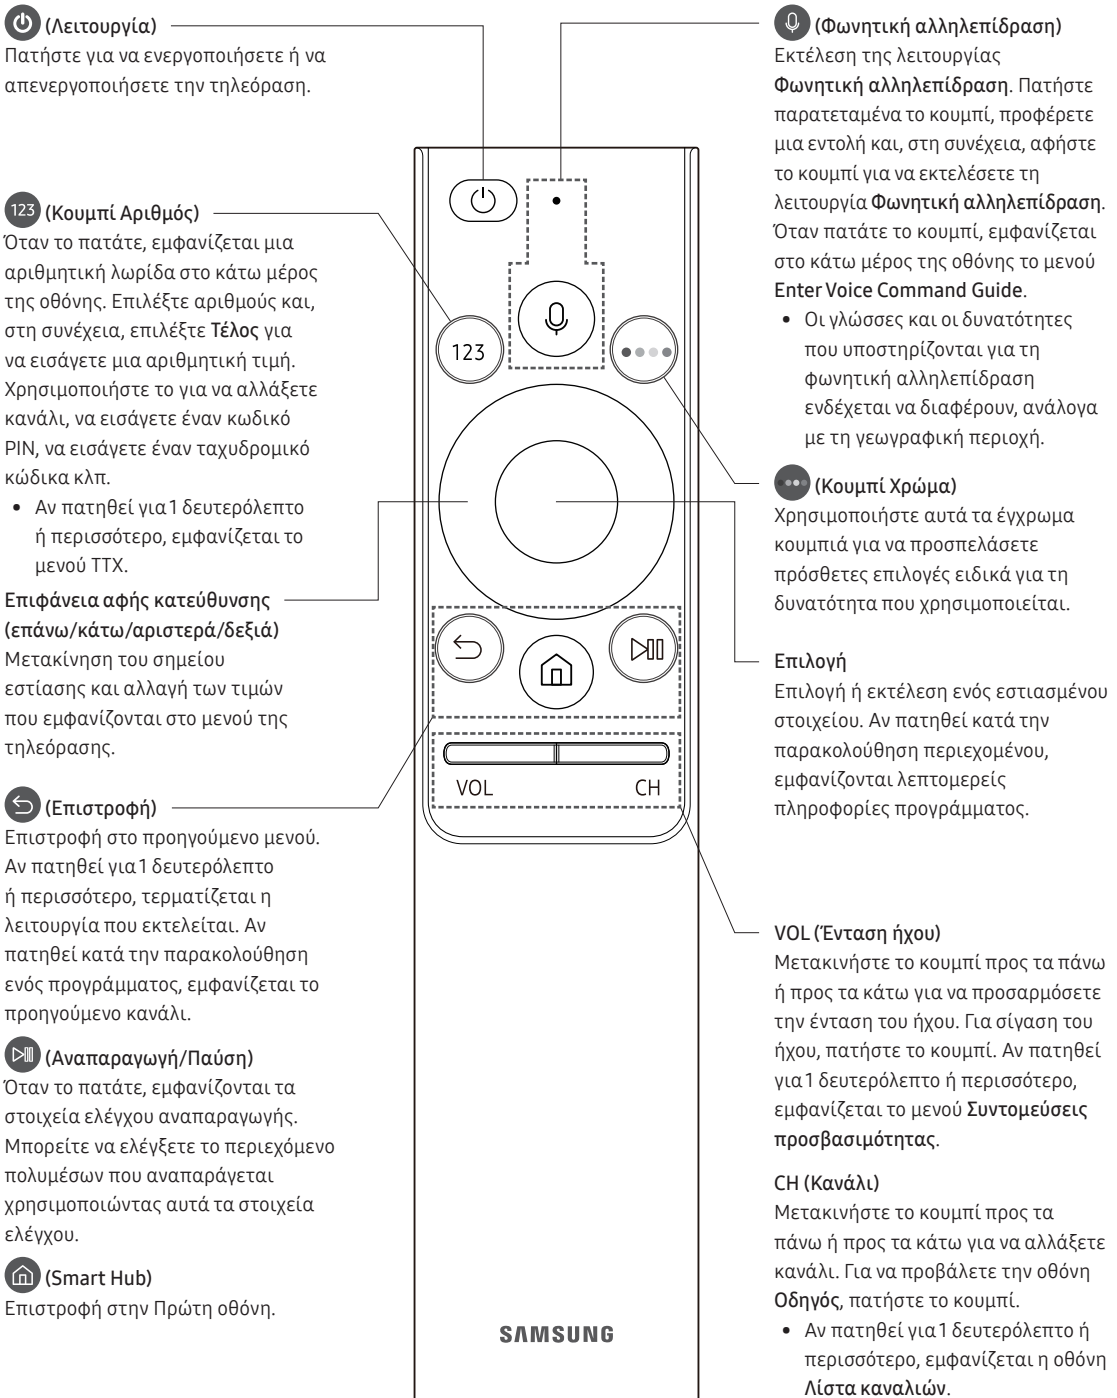 (Λειτουργία)
Πατήστε για να ενεργοποιήσετε ή να
απενεργοποιήσετε την τηλεόραση.
123 (Κουμπί Αριθμός)
Όταν το πατάτε, εμφανίζεται μια
αριθμητική λωρίδα στο κάτω μέρος
της οθόνης. Επιλέξτε αριθμούς και,
στη συνέχεια, επιλέξτε Τέλος για
να εισάγετε μια αριθμητική τιμή.
Χρησιμοποιήστε το για να αλλάξετε
κανάλι, να εισάγετε έναν κωδικό
PIN, να εισάγετε έναν ταχυδρομικό
κώδικα κλπ.
• Αν πατηθεί για 1 δευτερόλεπτο
ή περισσότερο, εμφανίζεται το
μενού TTX.
Επιφάνεια αφής κατεύθυνσης
(επάνω/κάτω/αριστερά/δεξιά)
Μετακίνηση του σημείου
εστίασης και αλλαγή των τιμών
που εμφανίζονται στο μενού της
τηλεόρασης.
(Επιστροφή)
Επιστροφή στο προηγούμενο μενού.
Αν πατηθεί για 1 δευτερόλεπτο
ή περισσότερο, τερματίζεται η
λειτουργία που εκτελείται. Αν
πατηθεί κατά την παρακολούθηση
ενός προγράμματος, εμφανίζεται το
προηγούμενο κανάλι.
(Αναπαραγωγή/Παύση)
Όταν το πατάτε, εμφανίζονται τα
στοιχεία ελέγχου αναπαραγωγής.
Μπορείτε να ελέγξετε το περιεχόμενο
πολυμέσων που αναπαράγεται
χρησιμοποιώντας αυτά τα στοιχεία
ελέγχου.
(Smart Hub)
Επιστροφή στην Πρώτη οθόνη.
123
VOL
CH
SAMSUNG
(Φωνητική αλληλεπίδραση)
Εκτέλεση της λειτουργίας
Φωνητική αλληλεπίδραση. Πατήστε
παρατεταμένα το κουμπί, προφέρετε
μια εντολή και, στη συνέχεια, αφήστε
το κουμπί για να εκτελέσετε τη
λειτουργία Φωνητική αλληλεπίδραση.
Όταν πατάτε το κουμπί, εμφανίζεται
στο κάτω μέρος της οθόνης το μενού
Enter Voice Command Guide.
• Οι γλώσσες και οι δυνατότητες
που υποστηρίζονται για τη
φωνητική αλληλεπίδραση
ενδέχεται να διαφέρουν, ανάλογα
με τη γεωγραφική περιοχή.
(Κουμπί Χρώμα)
Χρησιμοποιήστε αυτά τα έγχρωμα
κουμπιά για να προσπελάσετε
πρόσθετες επιλογές ειδικά για τη
δυνατότητα που χρησιμοποιείται.
Επιλογή
Επιλογή ή εκτέλεση ενός εστιασμένου
στοιχείου. Αν πατηθεί κατά την
παρακολούθηση περιεχομένου,
εμφανίζονται λεπτομερείς
πληροφορίες προγράμματος.
VOL (Ένταση ήχου)
Μετακινήστε το κουμπί προς τα πάνω
ή προς τα κάτω για να προσαρμόσετε
την ένταση του ήχου. Για σίγαση του
ήχου, πατήστε το κουμπί. Αν πατηθεί
για 1 δευτερόλεπτο ή περισσότερο,
εμφανίζεται το μενού Συντομεύσεις
προσβασιμότητας.
CH (Κανάλι)
Μετακινήστε το κουμπί προς τα
πάνω ή προς τα κάτω για να αλλάξετε
κανάλι. Για να προβάλετε την οθόνη
Οδηγός, πατήστε το κουμπί.
• Αν πατηθεί για 1 δευτερόλεπτο ή
περισσότερο, εμφανίζεται η οθόνη
Λίστα καναλιών.